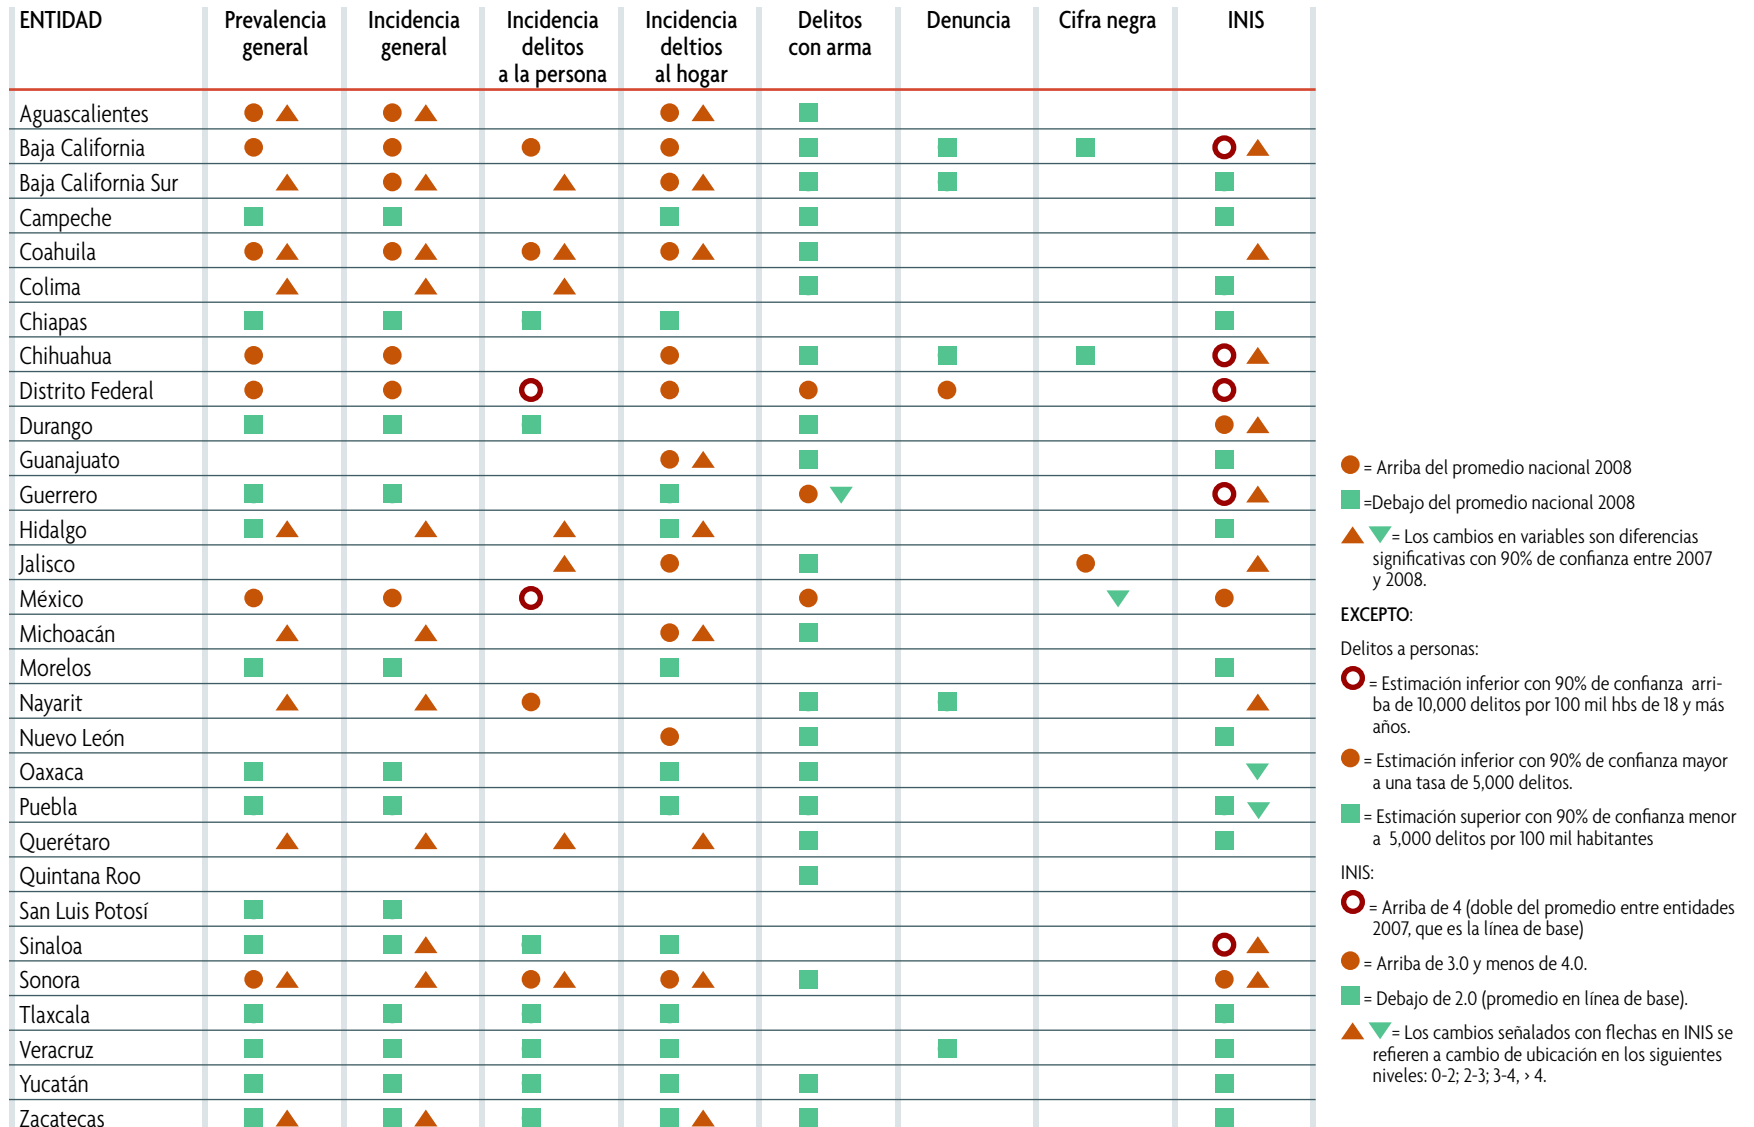 ENTIDAD
Prevalencia
general
Incidencia
general
Incidencia
delitos
a la persona
Incidencia
deltios
al hogar
Delitos
con arma
Denuncia
Cifra negra
INIS
Aguascalientes
Baja California
Baja California Sur
Campeche
Coahuila
Colima
Chiapas
Chihuahua
Distrito Federal
Durango
Guanajuato
Guerrero
Hidalgo
Jalisco
México
Michoacán
Morelos
Nayarit
Nuevo León
Oaxaca
Puebla
Querétaro
Quintana Roo
San Luis Potosí
Sinaloa
Sonora
Tlaxcala
Veracruz
Yucatán
Zacatecas
= Arriba del promedio nacional 2008
=Debajo del promedio nacional 2008
= Los cambios en variables son diferencias
significativas con 90% de confianza entre 2007
y 2008.
EXCEPTO:
Delitos a personas:
= Estimación inferior con 90% de confianza arri-
ba de 10,000 delitos por 100 mil hbs de 18 y más
años.
= Estimación inferior con 90% de confianza mayor
a una tasa de 5,000 delitos.
= Estimación superior con 90% de confianza menor
a 5,000 delitos por 100 mil habitantes
INIS:
= Arriba de 4 (doble del promedio entre entidades
2007, que es la línea de base)
= Arriba de 3.0 y menos de 4.0.
= Debajo de 2.0 (promedio en línea de base).
= Los cambios señalados con flechas en INIS se
refieren a cambio de ubicación en los siguientes
niveles: 0-2; 2-3; 3-4, > 4.